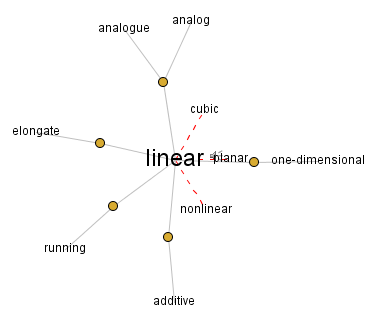 analog
analogue
cubic
elongate
linear
planar
one-dimensional
nonlinear
running
additive